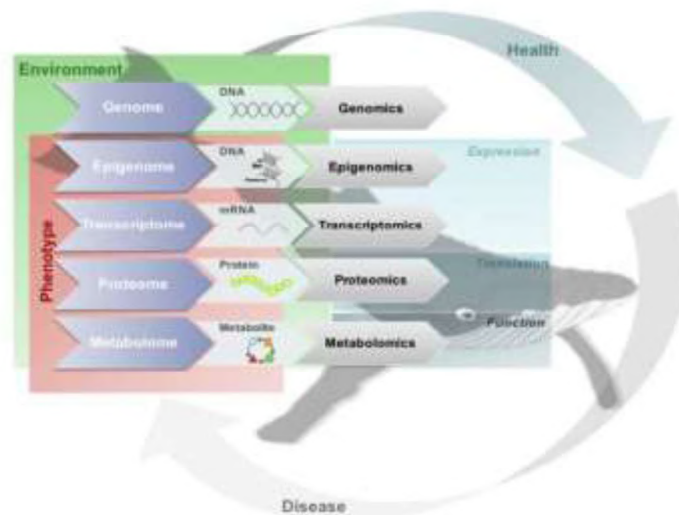 Health
Environment
Genome
DNA
Genomics
Phenotype
Epigenome
DNA
Epigenomics
Expression
Transcriptome
mRNA
Transcriptomics
Proteome
Protein
Proteomics
Translation
Metabolome
Metabolite
Metabolomics
Function
Disease